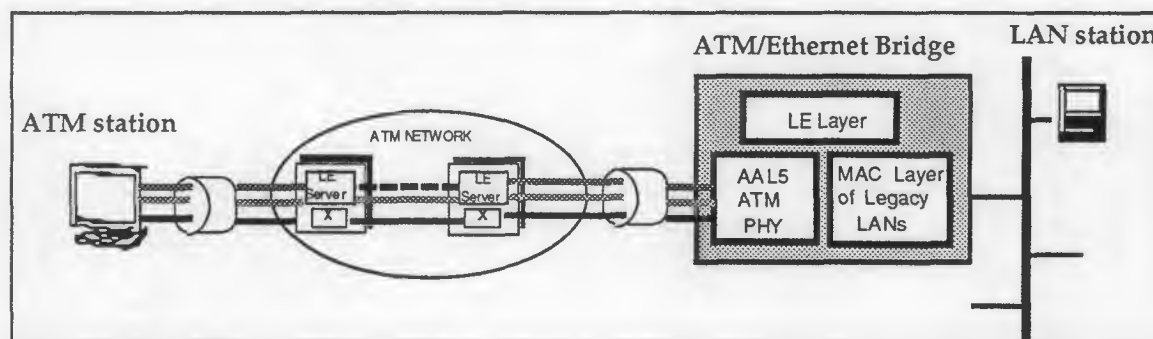 ATM/Ethernet Bridge
LAN station
ATM station
ATM NETWORK
LE
Server
X
LE
Server
X
LE Layer
AAL5
ATM
PHY
MAC Layer
of Legacy
LANs